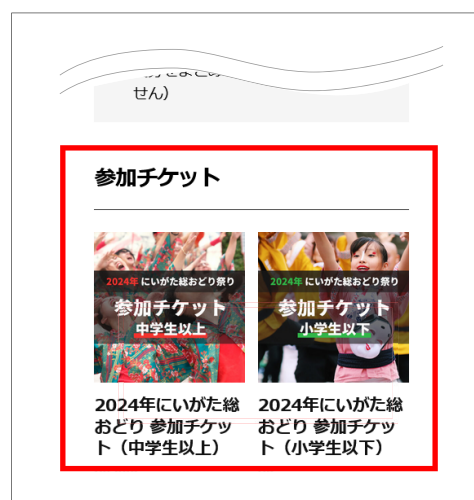 せん）
参加チケット
2024年 にいがた総おどり祭り
参加チケット
中学生以上
2024年 にいがた総おどり祭り
参加チケット
小学生以下
2024年にいがた総
おどり 参加チケッ
ト（中学生以上）
2024年にいがた総
おどり 参加チケッ
ト（小学生以下）